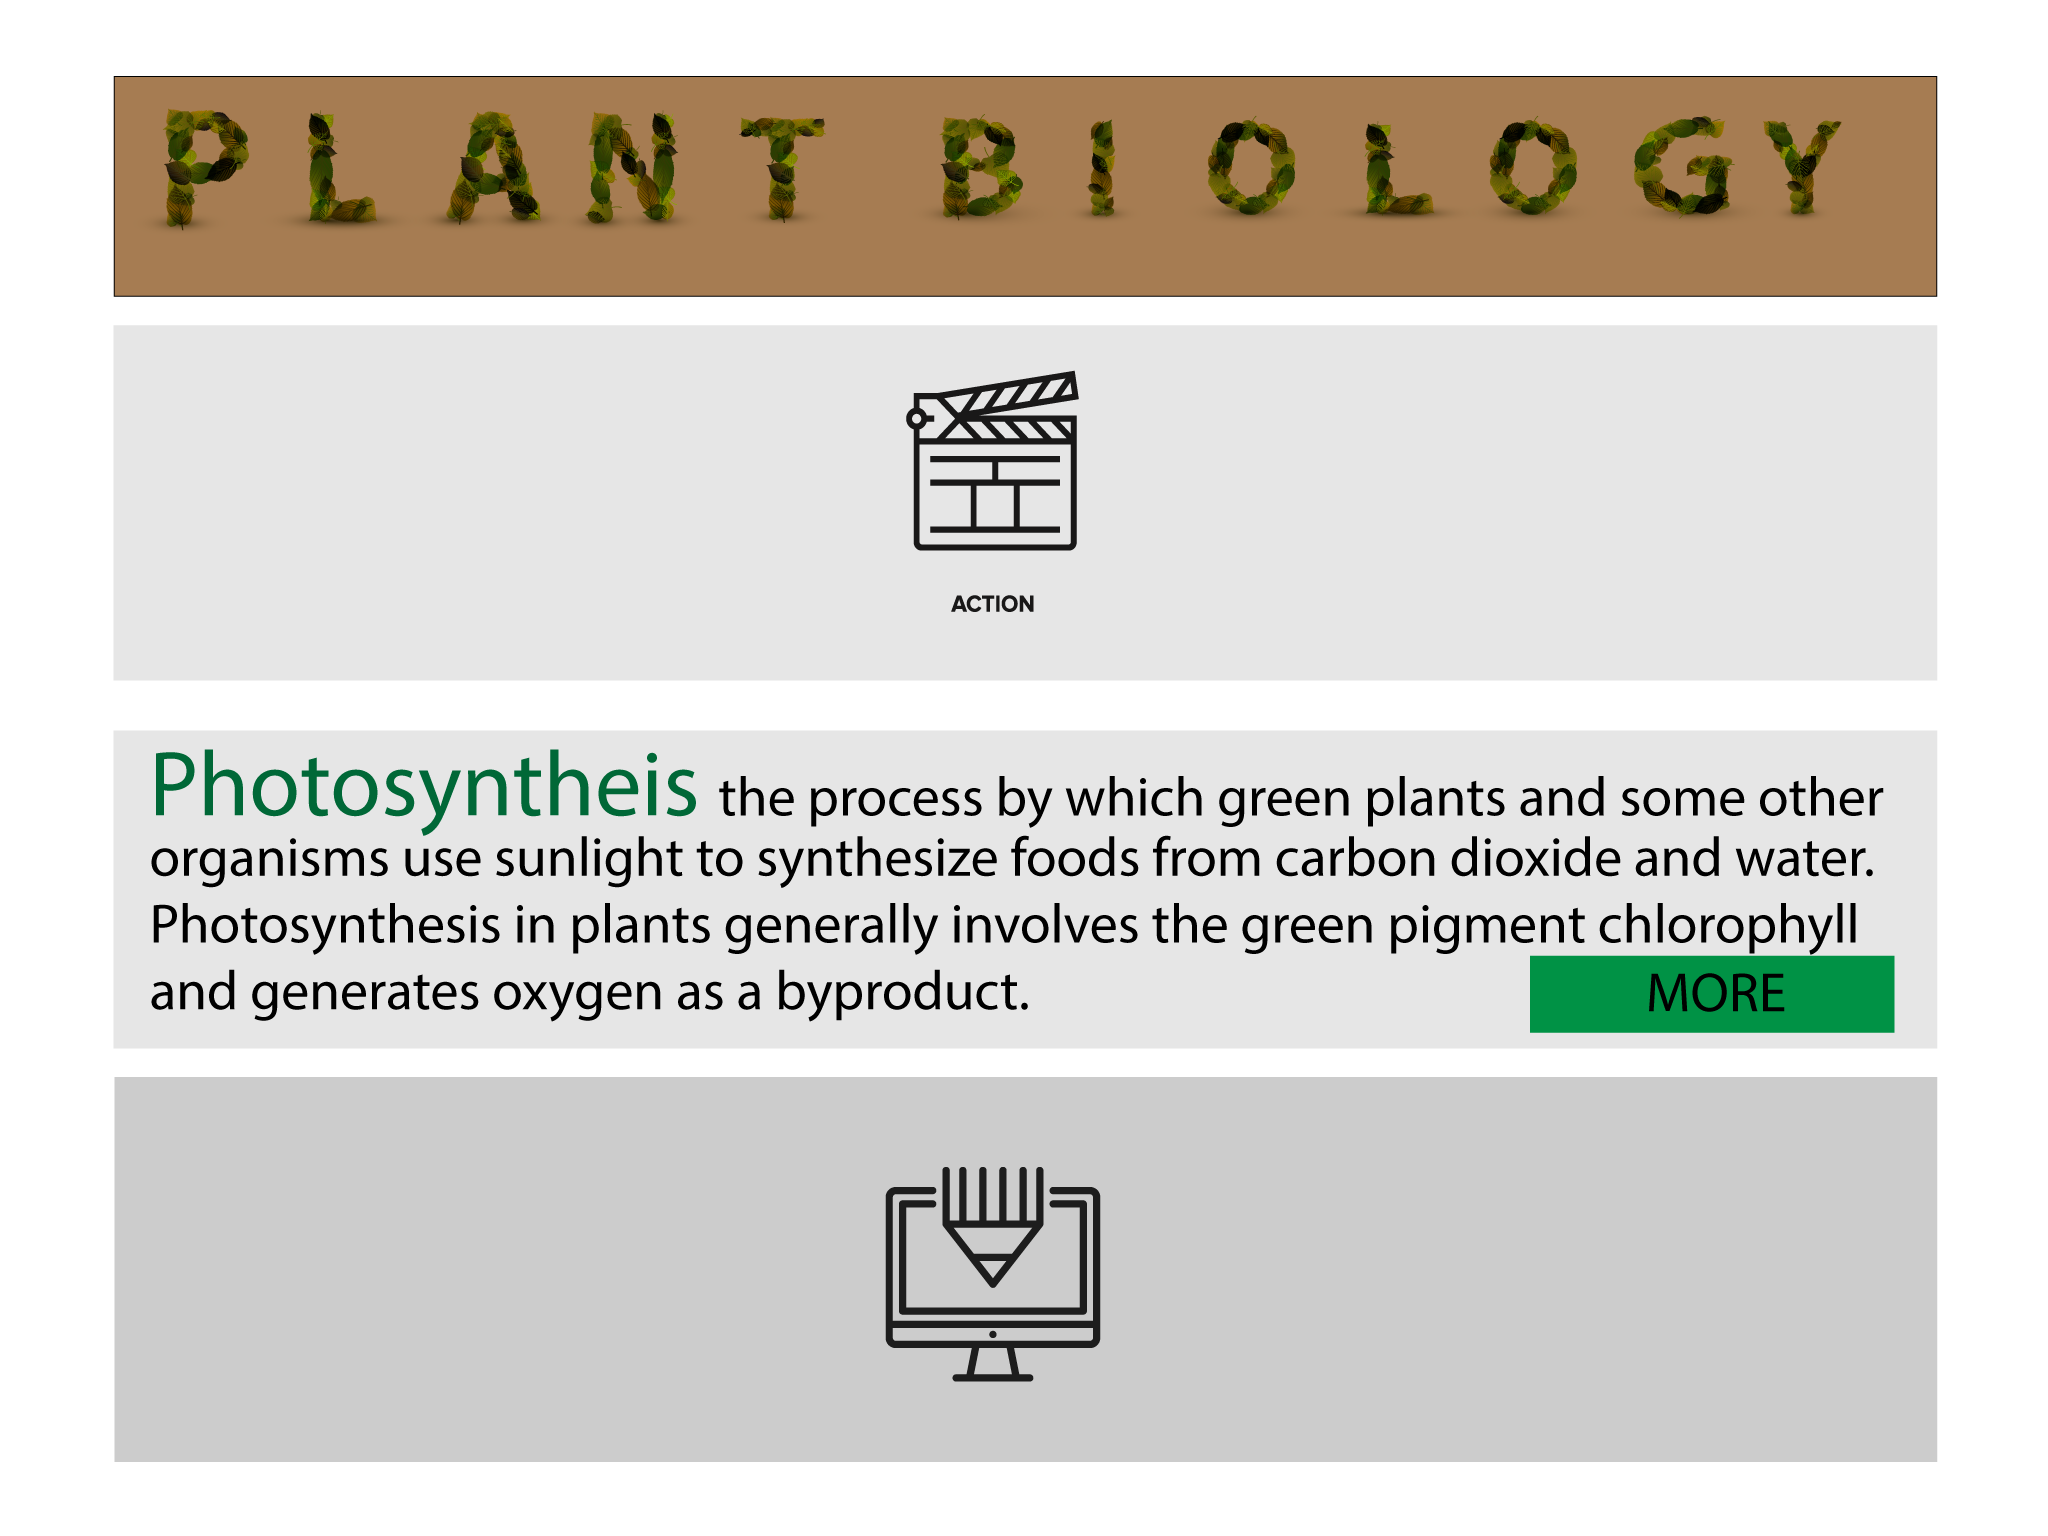 PLANT BIOLOGY
ACTION
Photosyntheis the process by which green plants and some other
organisms use sunlight to synthesize foods from carbon dioxide and water.
Photosynthesis in plants generally involves the green pigment chlorophyll
and generates oxygen as a byproduct.
MORE